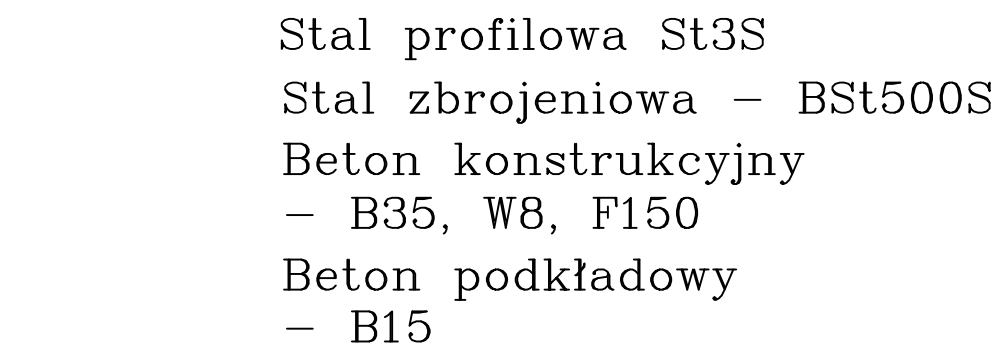 Stal profilowa St3S
Stal zbrojeniowa – BSt500S
Beton konstrukcyjny
– B35, W8, F150
Beton podkładowy
– B15